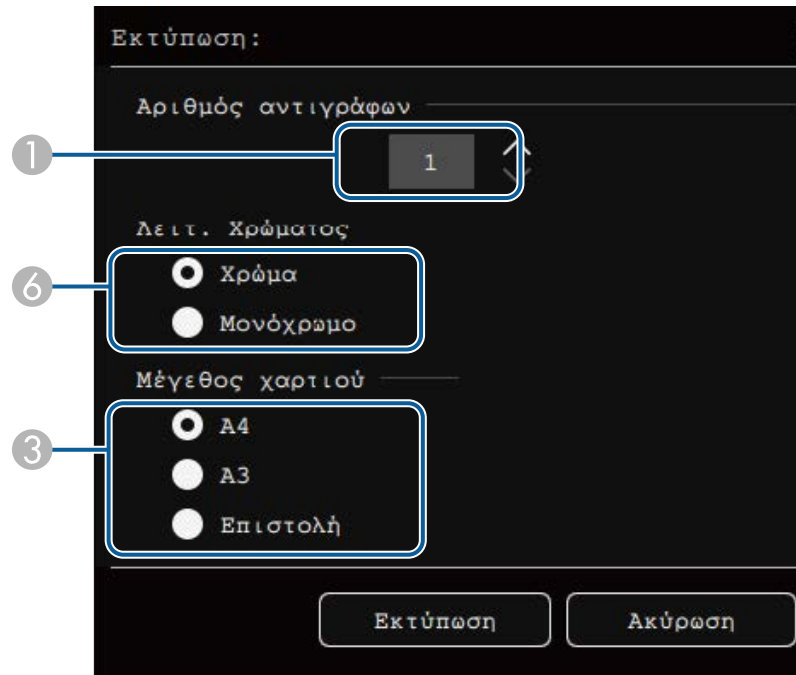 Εκτύπωση:
Αριθμός αντιγράφων
1
1
Λειτ. Χρώματος
6
Χρώμα
Μονόχρωμο
Μέγεθος χαρτιού
3
A4
A3
Επιστολή
Εκτύπωση
Ακύρωση